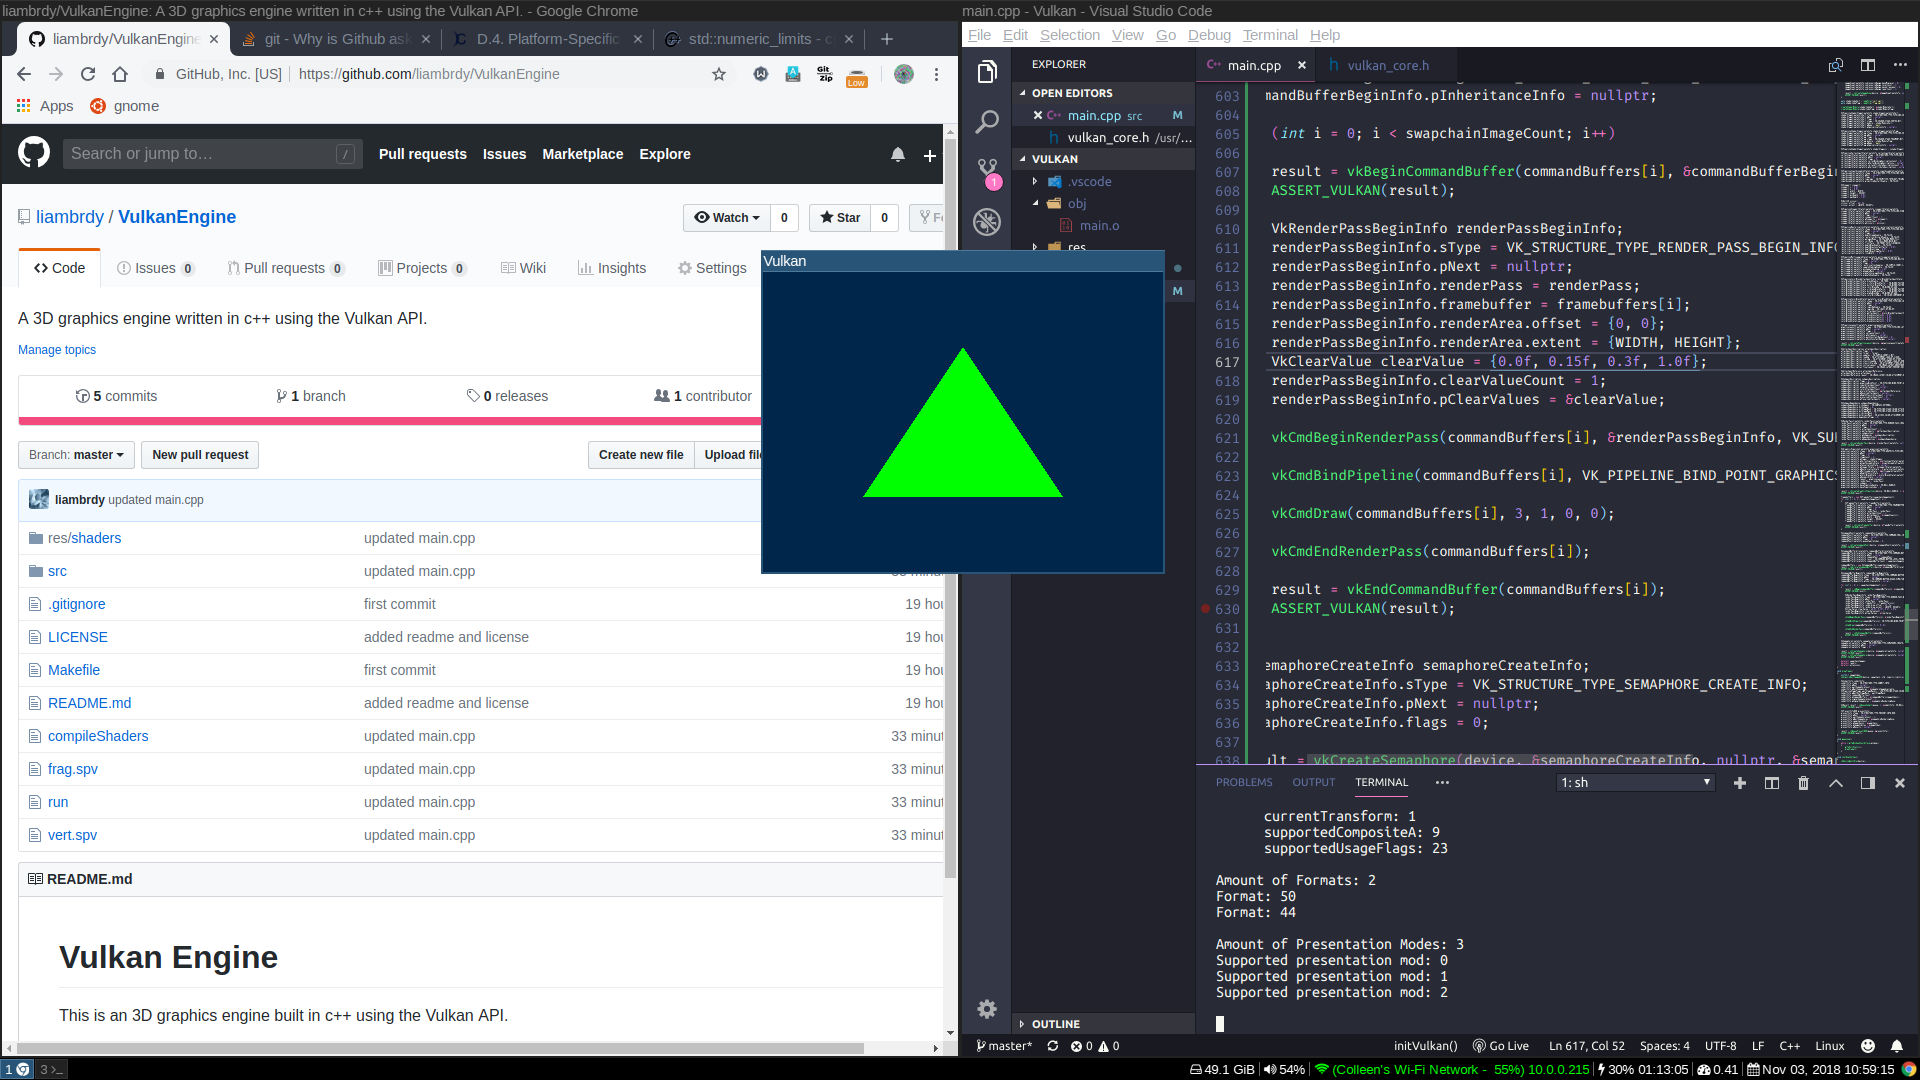 liambrdy/VulkanEngine: A 3D graphics engine written in c++ using the Vulkan API. - Google Chrome
liambrdy/VulkanEngine
git - Why is Github ask
D.4. Platform-Specific
std::numeric_limits - c
GitHub, Inc. [US]
https://github.com/liambrdy/VulkanEngine
Git Zip
Low
Apps
gnome
Search or jump to…
/
Pull requests
Issues
Marketplace
Explore
liambrdy / VulkanEngine
Watch 0
Star 0
Code
Issues 0
Pull requests 0
Projects 0
Wiki
Insights
Settings
A 3D graphics engine written in c++ using the Vulkan API.
Manage topics
5 commits
1 branch
0 releases
1 contributor
Branch: master
New pull request
Create new file
Upload file
liambrdy updated main.cpp
res/shaders updated main.cpp
src updated main.cpp
.gitignore first commit 19 hou
LICENSE added readme and license 19 hou
Makefile first commit 19 hou
README.md added readme and license 19 hou
compileShaders updated main.cpp 33 minut
frag.spv updated main.cpp 33 minut
run updated main.cpp 33 minut
vert.spv updated main.cpp 33 minut
README.md
Vulkan Engine
This is an 3D graphics engine built in c++ using the Vulkan API.
Vulkan
main.cpp - Vulkan - Visual Studio Code
File Edit Selection View Go Debug Terminal Help
EXPLORER
OPEN EDITORS
main.cpp src M
vulkan_core.h /usr/...
VULKAN
.vscode
obj
main.o
res
M
1
OUTLINE
main.cpp
vulkan_core.h
603 mandBufferBeginInfo.pInheritanceInfo = nullptr;
604
605 (int i = 0; i < swapchainImageCount; i++)
606
607 result = vkBeginCommandBuffer(commandBuffers[i], &commandBufferBegin
608 ASSERT_VULKAN(result);
609
610 VkRenderPassBeginInfo renderPassBeginInfo;
611 renderPassBeginInfo.sType = VK_STRUCTURE_TYPE_RENDER_PASS_BEGIN_INFO
612 renderPassBeginInfo.pNext = nullptr;
613 renderPassBeginInfo.renderPass = renderPass;
614 renderPassBeginInfo.framebuffer = framebuffers[i];
615 renderPassBeginInfo.renderArea.offset = {0, 0};
616 renderPassBeginInfo.renderArea.extent = {WIDTH, HEIGHT};
617 VkClearValue clearValue = {0.0f, 0.15f, 0.3f, 1.0f};
618 renderPassBeginInfo.clearValueCount = 1;
619 renderPassBeginInfo.pClearValues = &clearValue;
620
621 vkCmdBeginRenderPass(commandBuffers[i], &renderPassBeginInfo, VK_SU
622
623 vkCmdBindPipeline(commandBuffers[i], VK_PIPELINE_BIND_POINT_GRAPHICS
624
625 vkCmdDraw(commandBuffers[i], 3, 1, 0, 0);
626
627 vkCmdEndRenderPass(commandBuffers[i]);
628
629 result = vkEndCommandBuffer(commandBuffers[i]);
630 ASSERT_VULKAN(result);
631
632
633 emaphoreCreateInfo semaphoreCreateInfo;
634 aphoreCreateInfo.sType = VK_STRUCTURE_TYPE_SEMAPHORE_CREATE_INFO;
635 aphoreCreateInfo.pNext = nullptr;
636 aphoreCreateInfo.flags = 0;
637
638 ult = vkCreateSemaphore(device, &semaphoreCreateInfo, nullptr, &semap
PROBLEMS OUTPUT TERMINAL ...
1: sh
currentTransform: 1
supportedCompositeA: 9
supportedUsageFlags: 23
Amount of Formats: 2
Format: 50
Format: 44
Amount of Presentation Modes: 3
Supported presentation mod: 0
Supported presentation mod: 1
Supported presentation mod: 2
master* 0 0
initVulkan() Go Live Ln 617, Col 52 Spaces: 4 UTF-8 LF C++ Linux
1 3
49.1 GiB 54% (Colleen's Wi-Fi Network - 55%) 10.0.0.215 30% 01:13:05 0.41 Nov 03, 2018 10:59:15